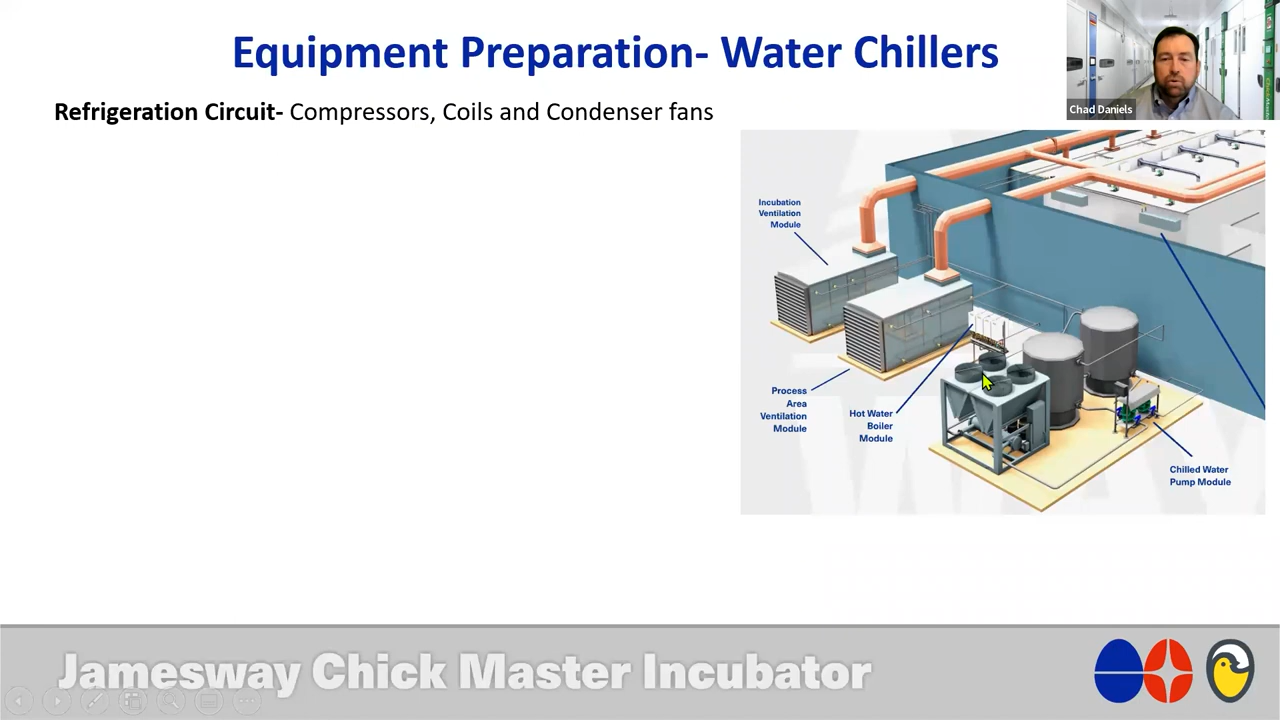 Equipment Preparation- Water Chillers
Chad Daniels
Refrigeration Circuit- Compressors, Coils and Condenser fans
Incubation
Ventilation
Module
Process
Area
Ventilation
Module
Hot Water
Boiler
Module
Chilled Water
Pump Module
Jamesway Chick Master Incubator